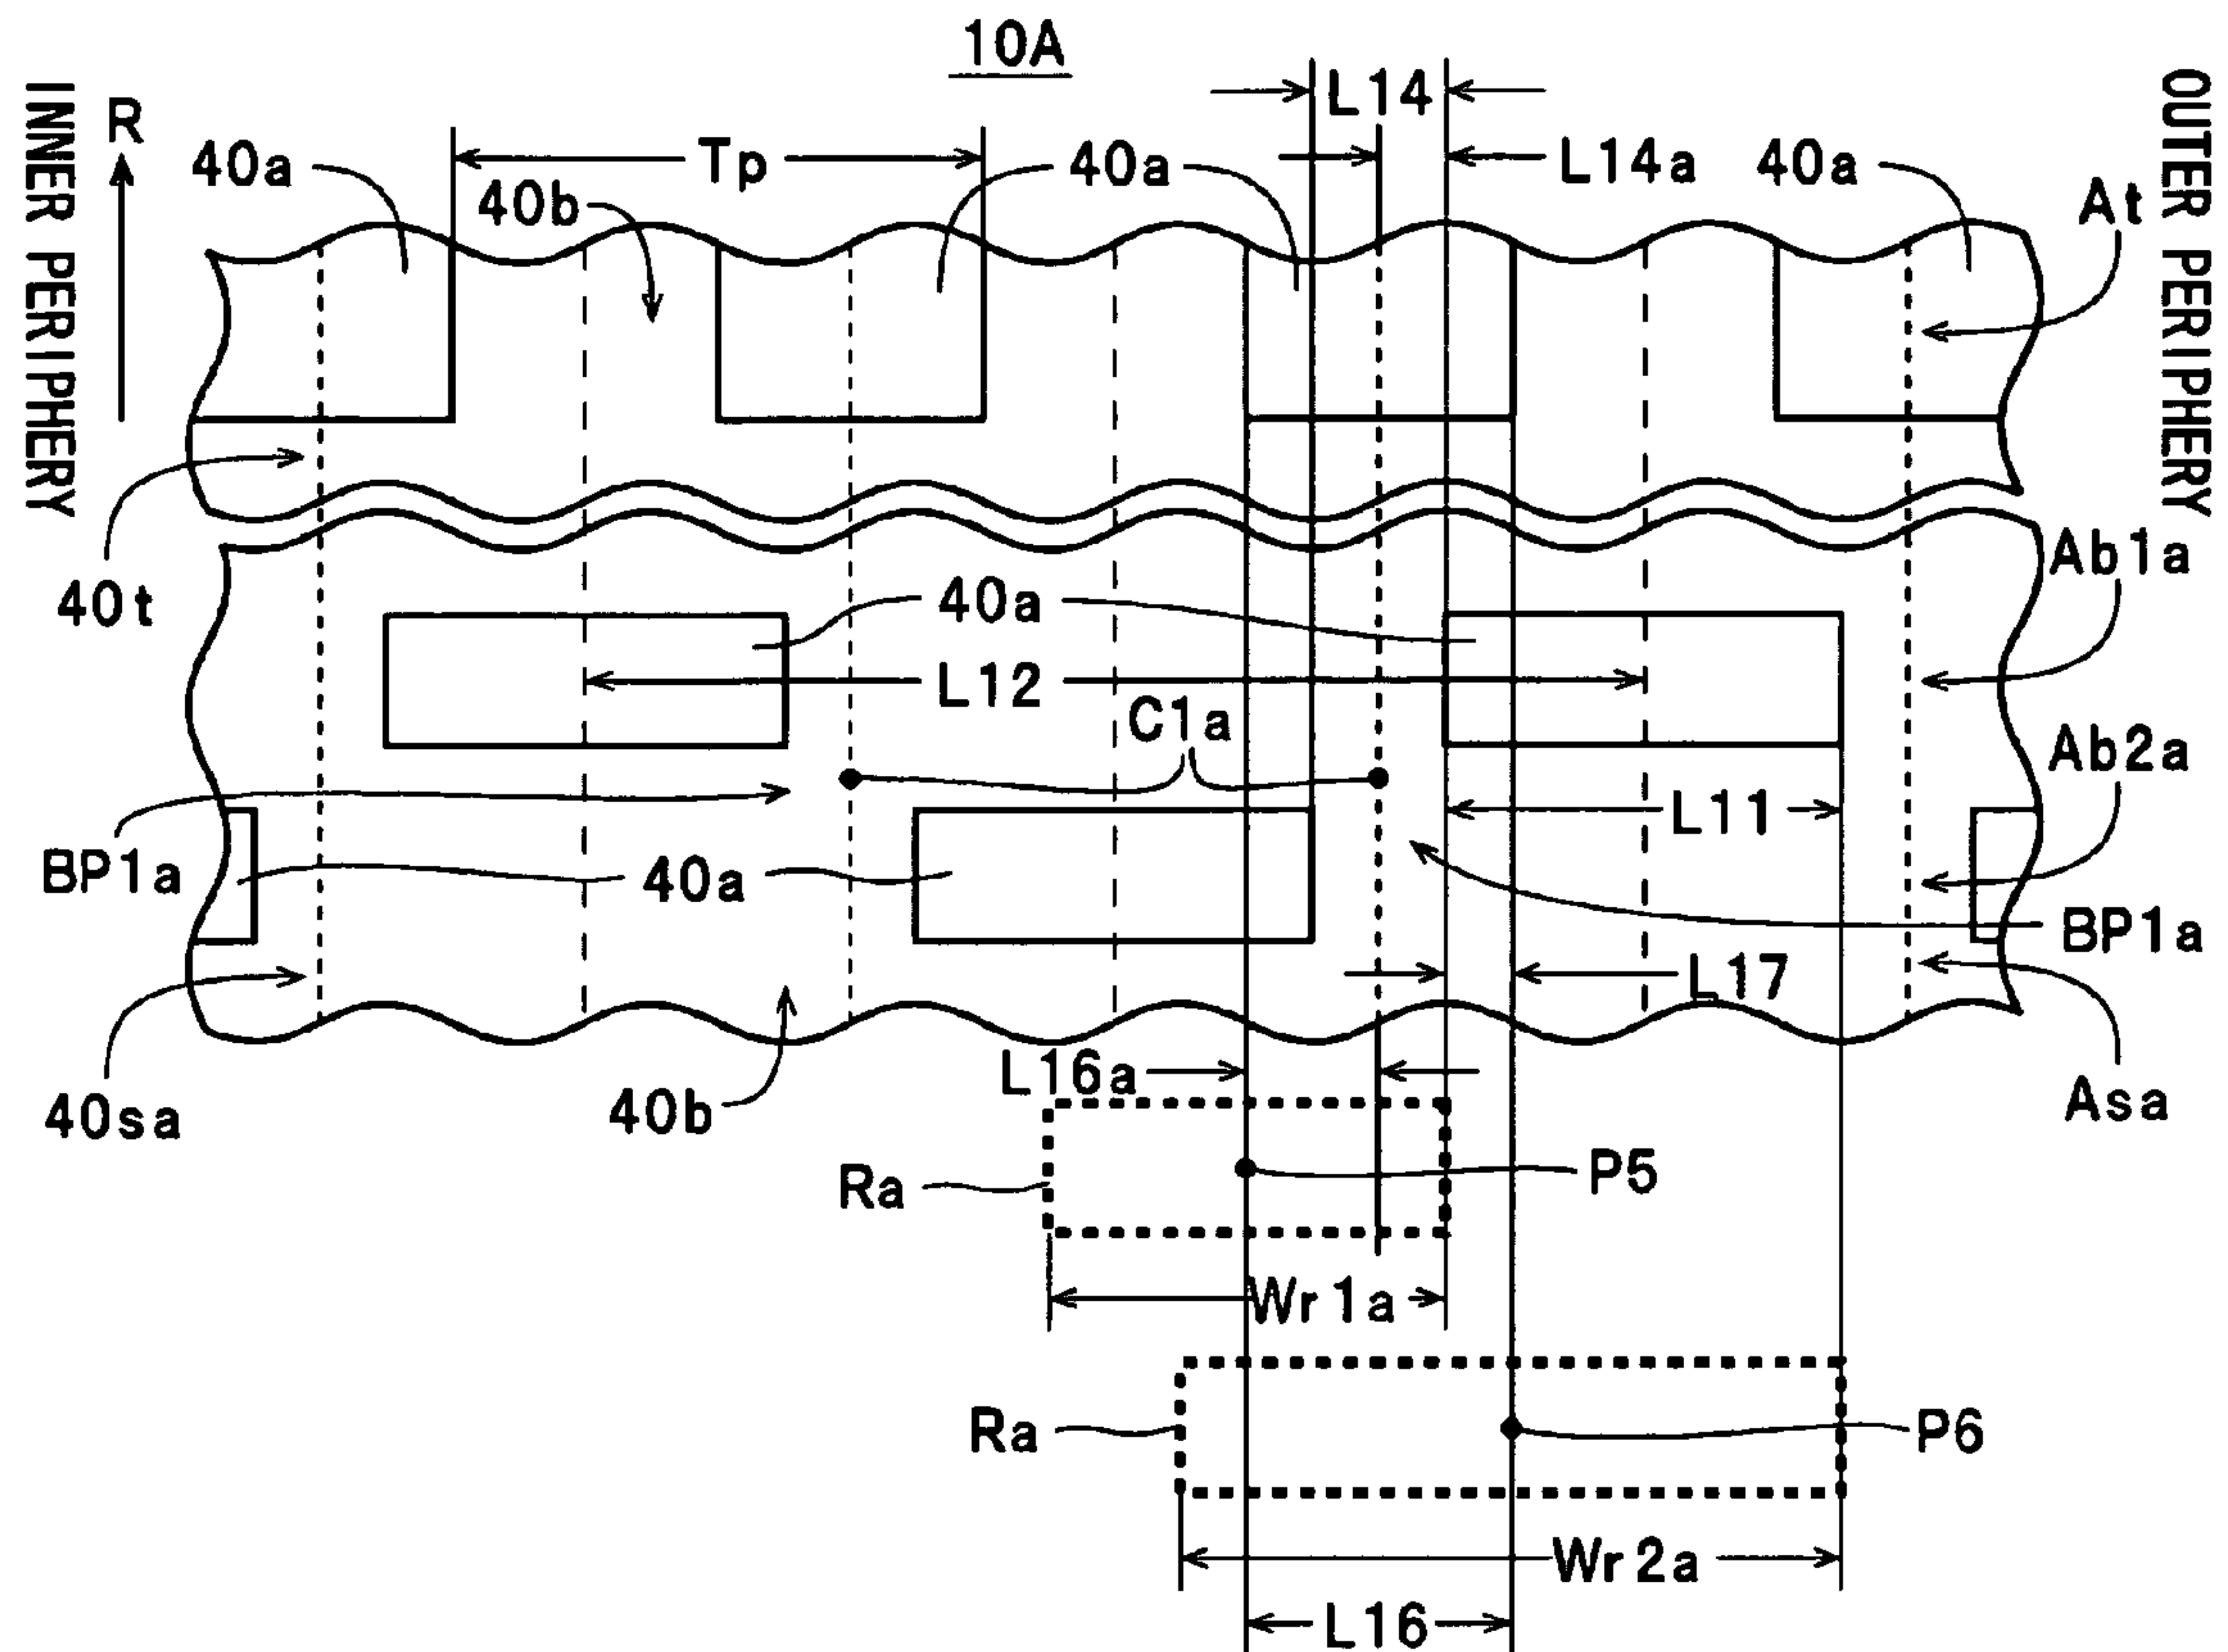 10A
INNER PERIPHERY
R
L14
OUTER PERIPHERY
40a
Tp
40a
L14a
40a
40b
At
40t
40a
Ab1a
L12
C1a
Ab2a
L11
BP1a
40a
BP1a
L17
L16a
40sa
40b
Asa
Ra
P5
Wr1a
Ra
P6
Wr2a
L16